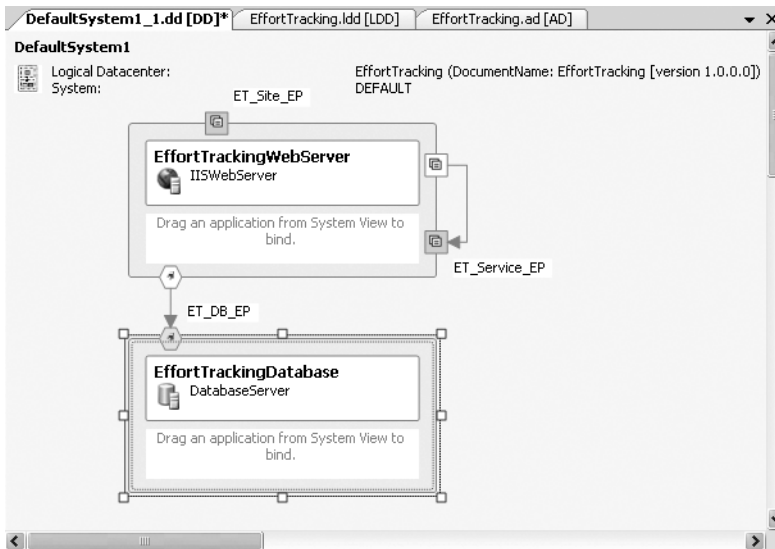 DefaultSystem1_1.dd [DD]* EffortTracking.ldd [LDD] EffortTracking.ad [AD]
DefaultSystem1
Logical Datacenter: EffortTracking (DocumentName: EffortTracking [version 1.0.0.0])
System: DEFAULT
ET_Site_EP
EffortTrackingWebServer
IISWebServer
Drag an application from System View to
bind.
ET_Service_EP
ET_DB_EP
EffortTrackingDatabase
DatabaseServer
Drag an application from System View to
bind.